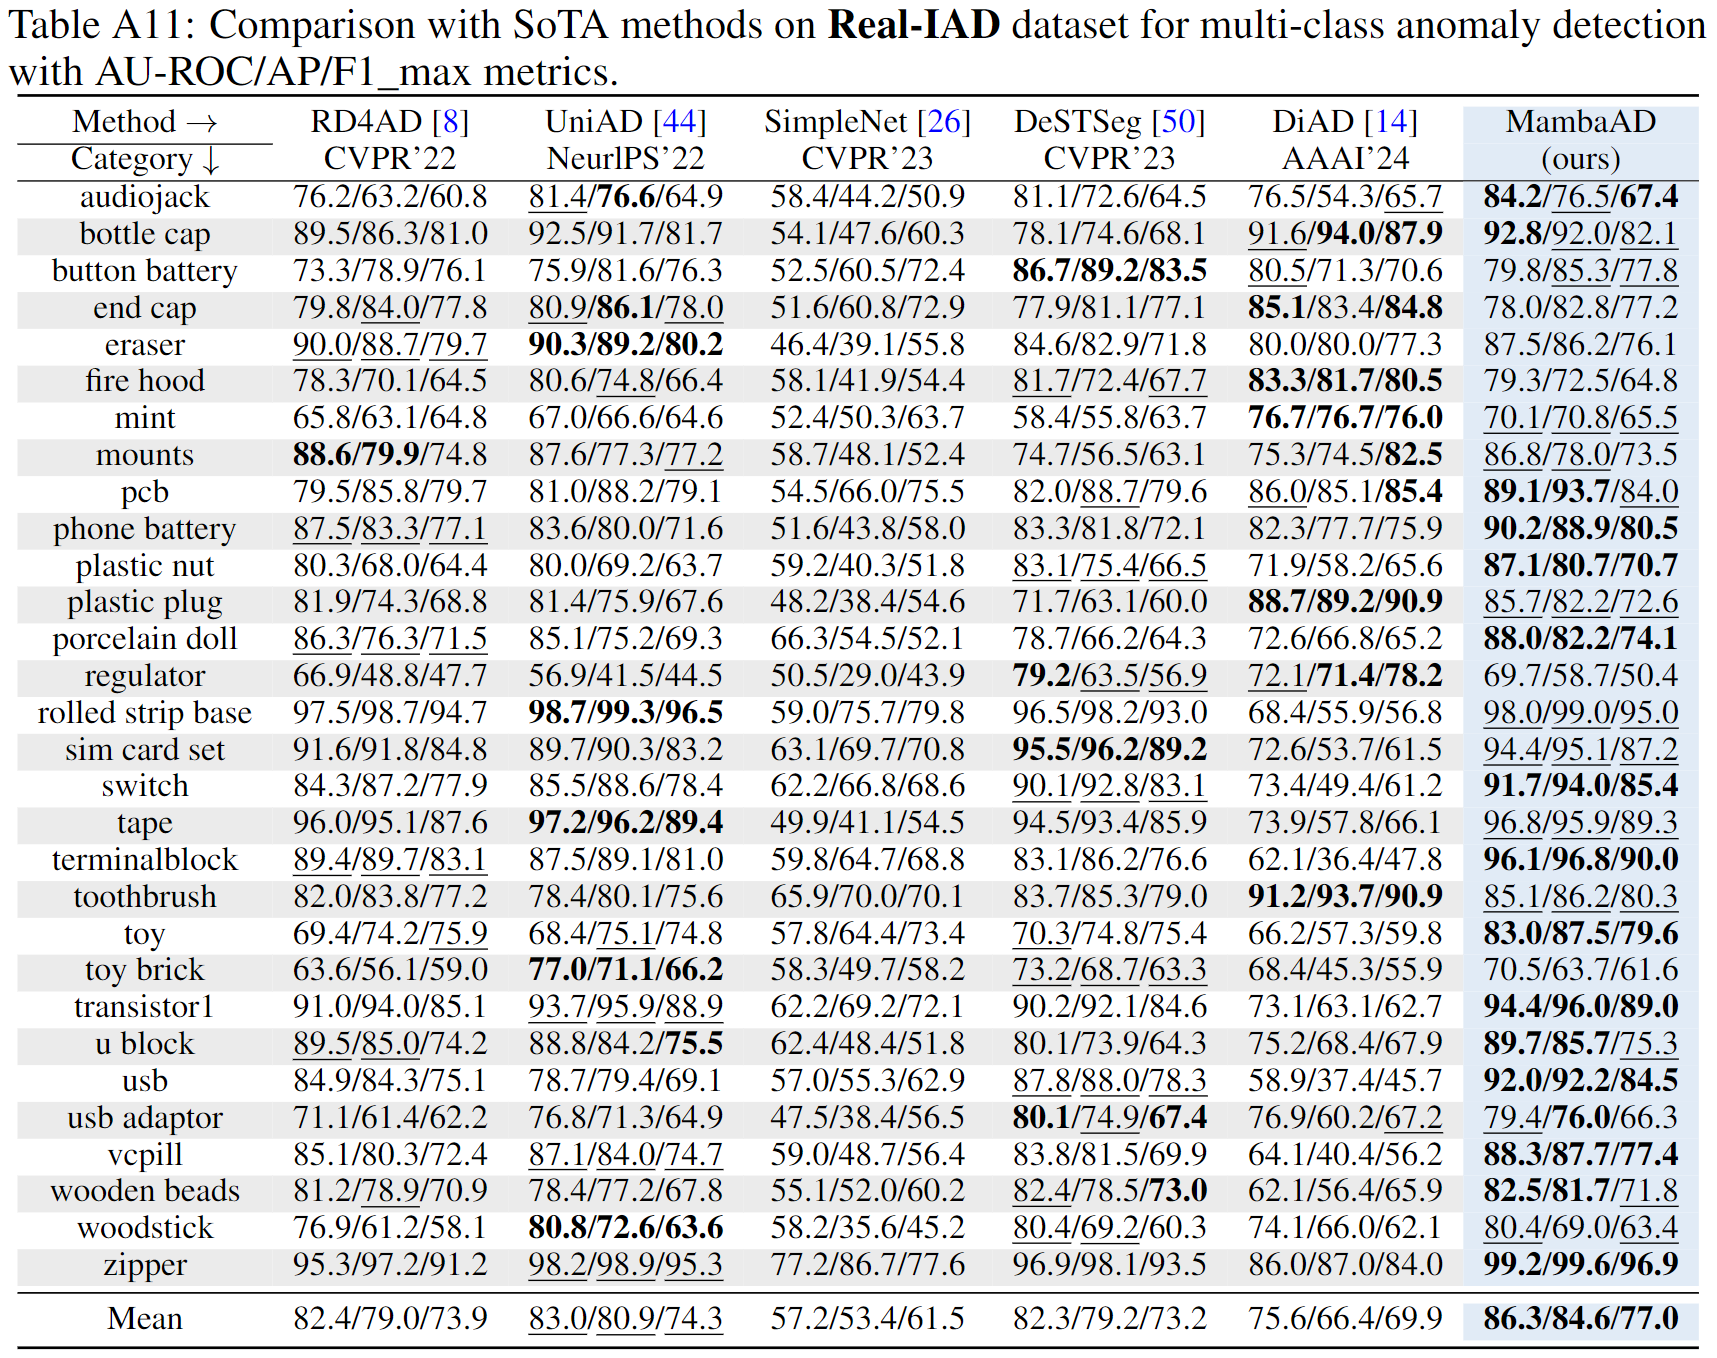 Table A11: Comparison with SoTA methods on Real-IAD dataset for multi-class anomaly detection
with AU-ROC/AP/F1_max metrics.
Method → RD4AD [8] UniAD [44] SimpleNet [26] DeSTSeg [50] DiAD [14] MambaAD
Category ↓ CVPR'22 NeurlPS'22 CVPR'23 CVPR'23 AAAI'24 (ours)
audiojack 76.2/63.2/60.8 81.4/76.6/64.9 58.4/44.2/50.9 81.1/72.6/64.5 76.5/54.3/65.7 84.2/76.5/67.4
bottle cap 89.5/86.3/81.0 92.5/91.7/81.7 54.1/47.6/60.3 78.1/74.6/68.1 91.6/94.0/87.9 92.8/92.0/82.1
button battery 73.3/78.9/76.1 75.9/81.6/76.3 52.5/60.5/72.4 86.7/89.2/83.5 80.5/71.3/70.6 79.8/85.3/77.8
end cap 79.8/84.0/77.8 80.9/86.1/78.0 51.6/60.8/72.9 77.9/81.1/77.1 85.1/83.4/84.8 78.0/82.8/77.2
eraser 90.0/88.7/79.7 90.3/89.2/80.2 46.4/39.1/55.8 84.6/82.9/71.8 80.0/80.0/77.3 87.5/86.2/76.1
fire hood 78.3/70.1/64.5 80.6/74.8/66.4 58.1/41.9/54.4 81.7/72.4/67.7 83.3/81.7/80.5 79.3/72.5/64.8
mint 65.8/63.1/64.8 67.0/66.6/64.6 52.4/50.3/63.7 58.4/55.8/63.7 76.7/76.7/76.0 70.1/70.8/65.5
mounts 88.6/79.9/74.8 87.6/77.3/77.2 58.7/48.1/52.4 74.7/56.5/63.1 75.3/74.5/82.5 86.8/78.0/73.5
pcb 79.5/85.8/79.7 81.0/88.2/79.1 54.5/66.0/75.5 82.0/88.7/79.6 86.0/85.1/85.4 89.1/93.7/84.0
phone battery 87.5/83.3/77.1 83.6/80.0/71.6 51.6/43.8/58.0 83.3/81.8/72.1 82.3/77.7/75.9 90.2/88.9/80.5
plastic nut 80.3/68.0/64.4 80.0/69.2/63.7 59.2/40.3/51.8 83.1/75.4/66.5 71.9/58.2/65.6 87.1/80.7/70.7
plastic plug 81.9/74.3/68.8 81.4/75.9/67.6 48.2/38.4/54.6 71.7/63.1/60.0 88.7/89.2/90.9 85.7/82.2/72.6
porcelain doll 86.3/76.3/71.5 85.1/75.2/69.3 66.3/54.5/52.1 78.7/66.2/64.3 72.6/66.8/65.2 88.0/82.2/74.1
regulator 66.9/48.8/47.7 56.9/41.5/44.5 50.5/29.0/43.9 79.2/63.5/56.9 72.1/71.4/78.2 69.7/58.7/50.4
rolled strip base 97.5/98.7/94.7 98.7/99.3/96.5 59.0/75.7/79.8 96.5/98.2/93.0 68.4/55.9/56.8 98.0/99.0/95.0
sim card set 91.6/91.8/84.8 89.7/90.3/83.2 63.1/69.7/70.8 95.5/96.2/89.2 72.6/53.7/61.5 94.4/95.1/87.2
switch 84.3/87.2/77.9 85.5/88.6/78.4 62.2/66.8/68.6 90.1/92.8/83.1 73.4/49.4/61.2 91.7/94.0/85.4
tape 96.0/95.1/87.6 97.2/96.2/89.4 49.9/41.1/54.5 94.5/93.4/85.9 73.9/57.8/66.1 96.8/95.9/89.3
terminalblock 89.4/89.7/83.1 87.5/89.1/81.0 59.8/64.7/68.8 83.1/86.2/76.6 62.1/36.4/47.8 96.1/96.8/90.0
toothbrush 82.0/83.8/77.2 78.4/80.1/75.6 65.9/70.0/70.1 83.7/85.3/79.0 91.2/93.7/90.9 85.1/86.2/80.3
toy 69.4/74.2/75.9 68.4/75.1/74.8 57.8/64.4/73.4 70.3/74.8/75.4 66.2/57.3/59.8 83.0/87.5/79.6
toy brick 63.6/56.1/59.0 77.0/71.1/66.2 58.3/49.7/58.2 73.2/68.7/63.3 68.4/45.3/55.9 70.5/63.7/61.6
transistor1 91.0/94.0/85.1 93.7/95.9/88.9 62.2/69.2/72.1 90.2/92.1/84.6 73.1/63.1/62.7 94.4/96.0/89.0
u block 89.5/85.0/74.2 88.8/84.2/75.5 62.4/48.4/51.8 80.1/73.9/64.3 75.2/68.4/67.9 89.7/85.7/75.3
usb 84.9/84.3/75.1 78.7/79.4/69.1 57.0/55.3/62.9 87.8/88.0/78.3 58.9/37.4/45.7 92.0/92.2/84.5
usb adaptor 71.1/61.4/62.2 76.8/71.3/64.9 47.5/38.4/56.5 80.1/74.9/67.4 76.9/60.2/67.2 79.4/76.0/66.3
vcpill 85.1/80.3/72.4 87.1/84.0/74.7 59.0/48.7/56.4 83.8/81.5/69.9 64.1/40.4/56.2 88.3/87.7/77.4
wooden beads 81.2/78.9/70.9 78.4/77.2/67.8 55.1/52.0/60.2 82.4/78.5/73.0 62.1/56.4/65.9 82.5/81.7/71.8
woodstick 76.9/61.2/58.1 80.8/72.6/63.6 58.2/35.6/45.2 80.4/69.2/60.3 74.1/66.0/62.1 80.4/69.0/63.4
zipper 95.3/97.2/91.2 98.2/98.9/95.3 77.2/86.7/77.6 96.9/98.1/93.5 86.0/87.0/84.0 99.2/99.6/96.9
Mean 82.4/79.0/73.9 83.0/80.9/74.3 57.2/53.4/61.5 82.3/79.2/73.2 75.6/66.4/69.9 86.3/84.6/77.0